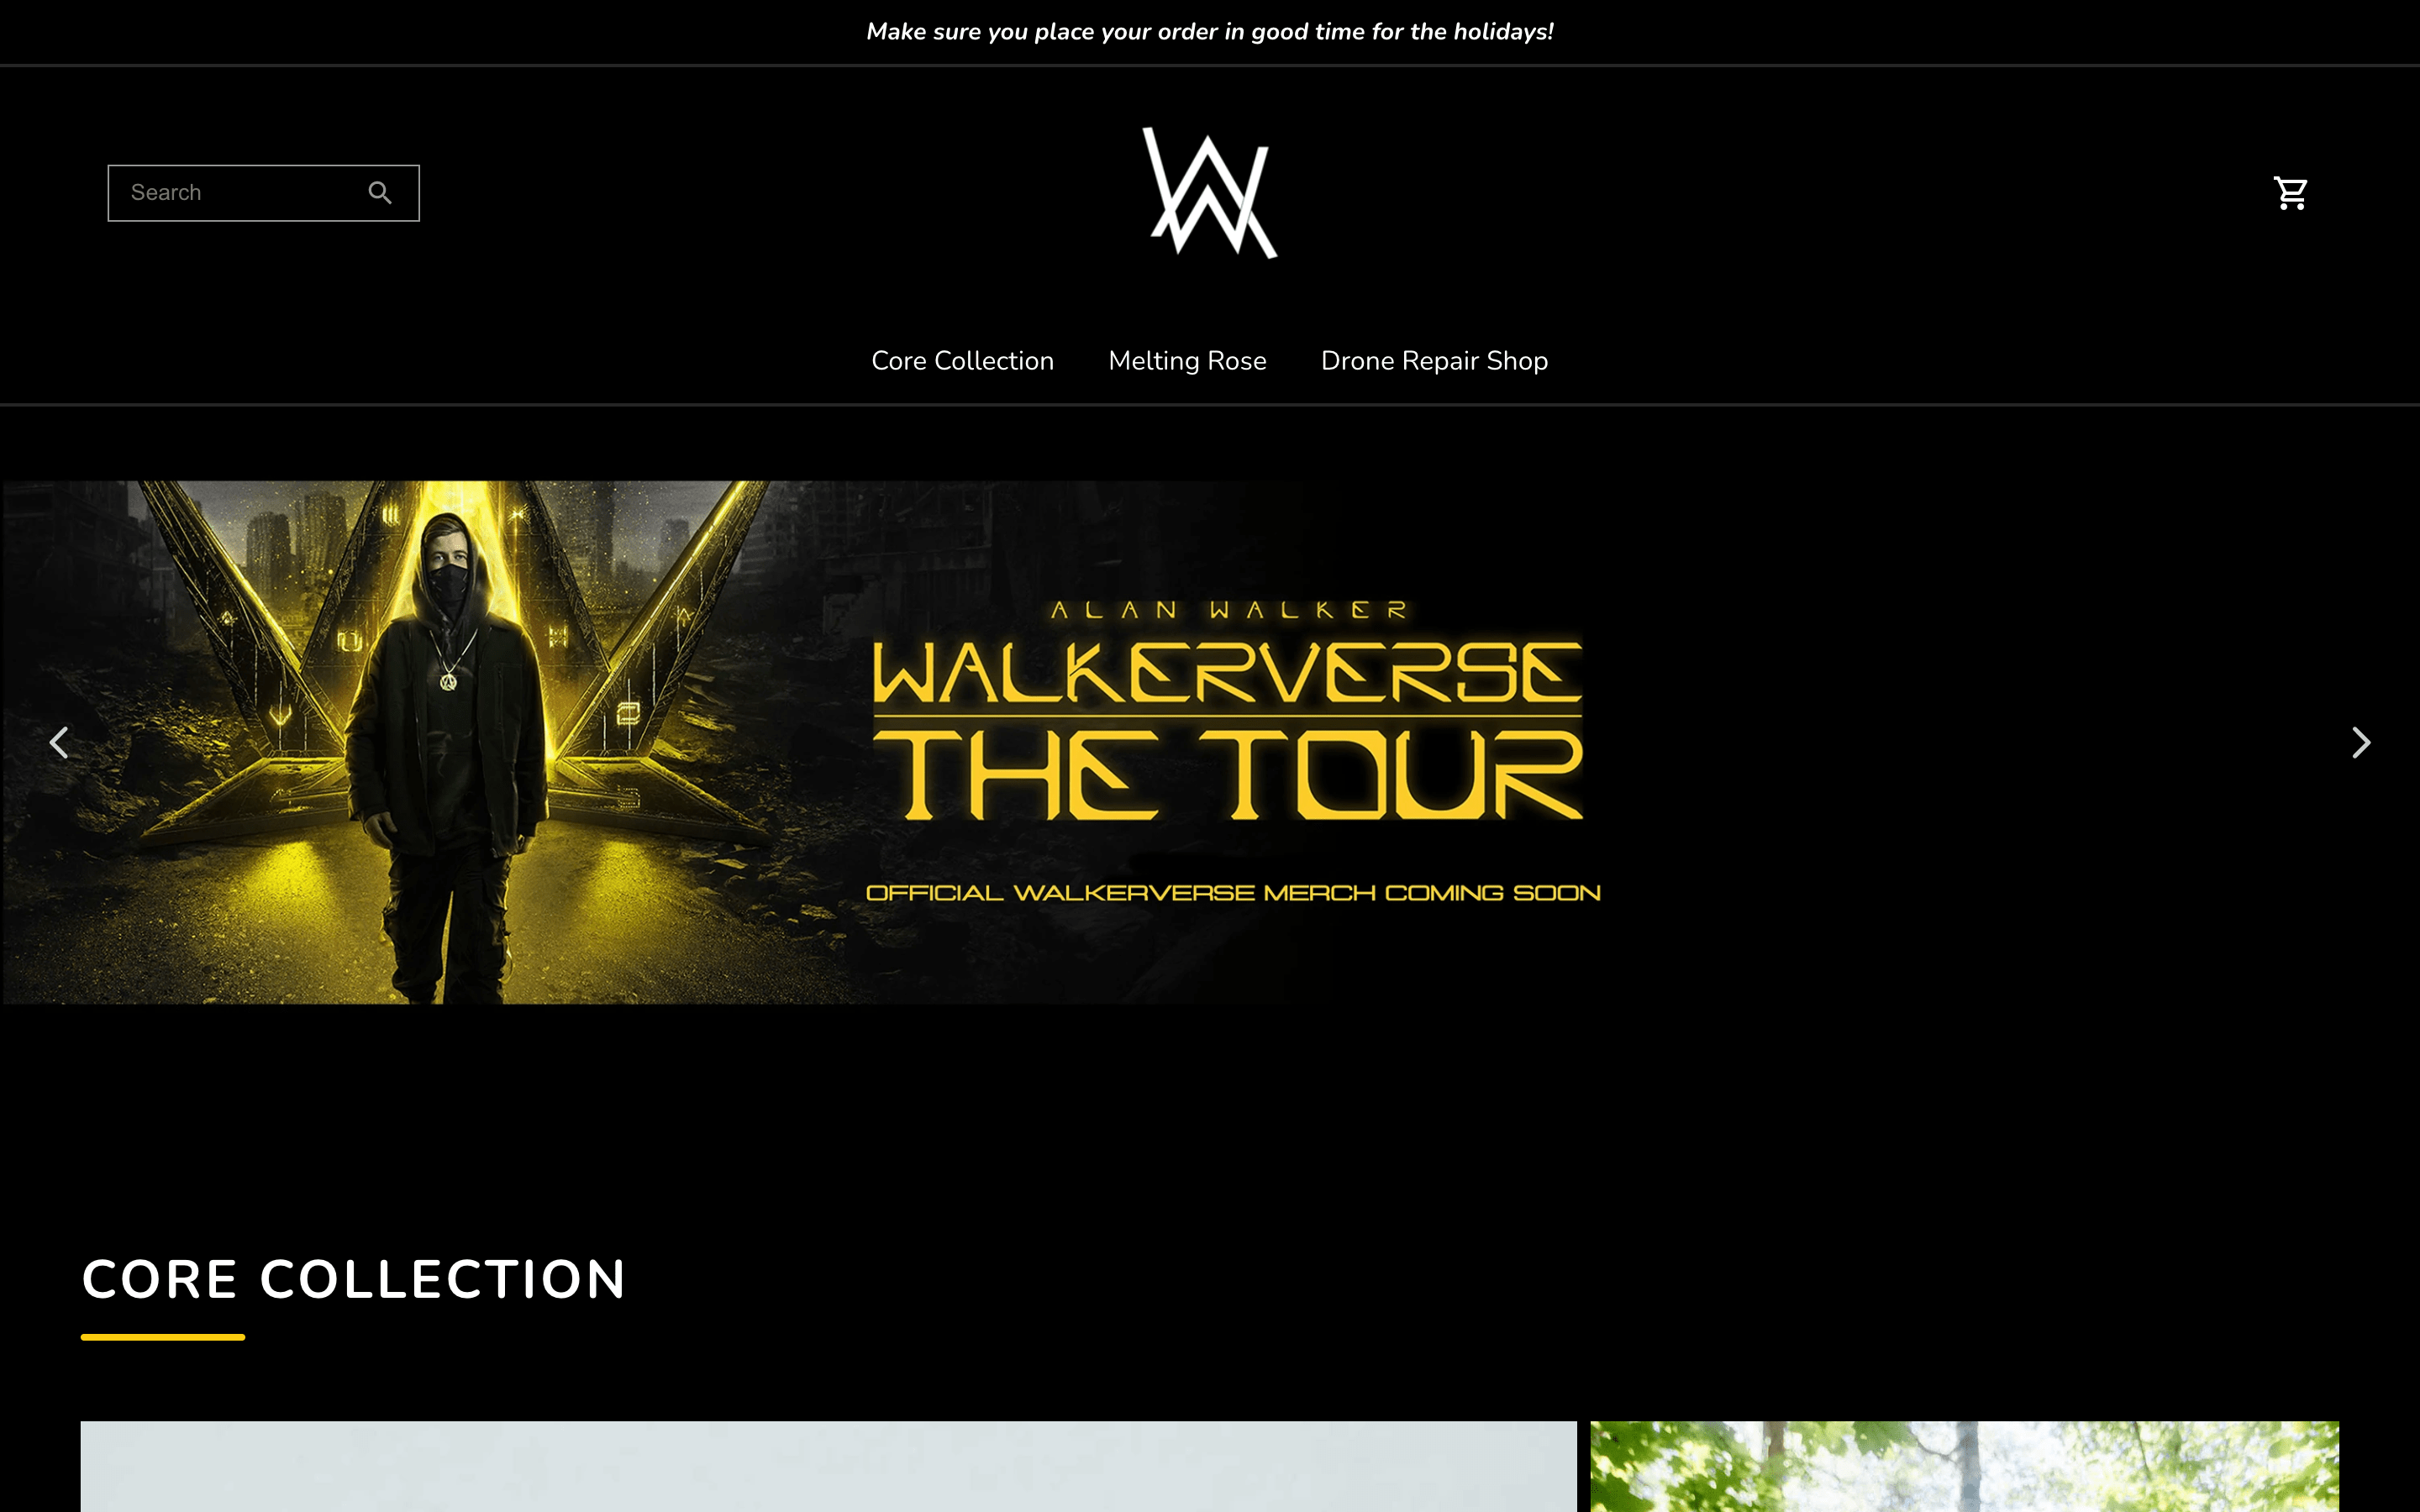 Make sure you place your order in good time for the holidays!
Search
Core Collection Melting Rose Drone Repair Shop
ALAN WALKER
WALKERVERSE
THE TOUR
OFFICIAL WALKERVERSE MERCH COMING SOON
CORE COLLECTION